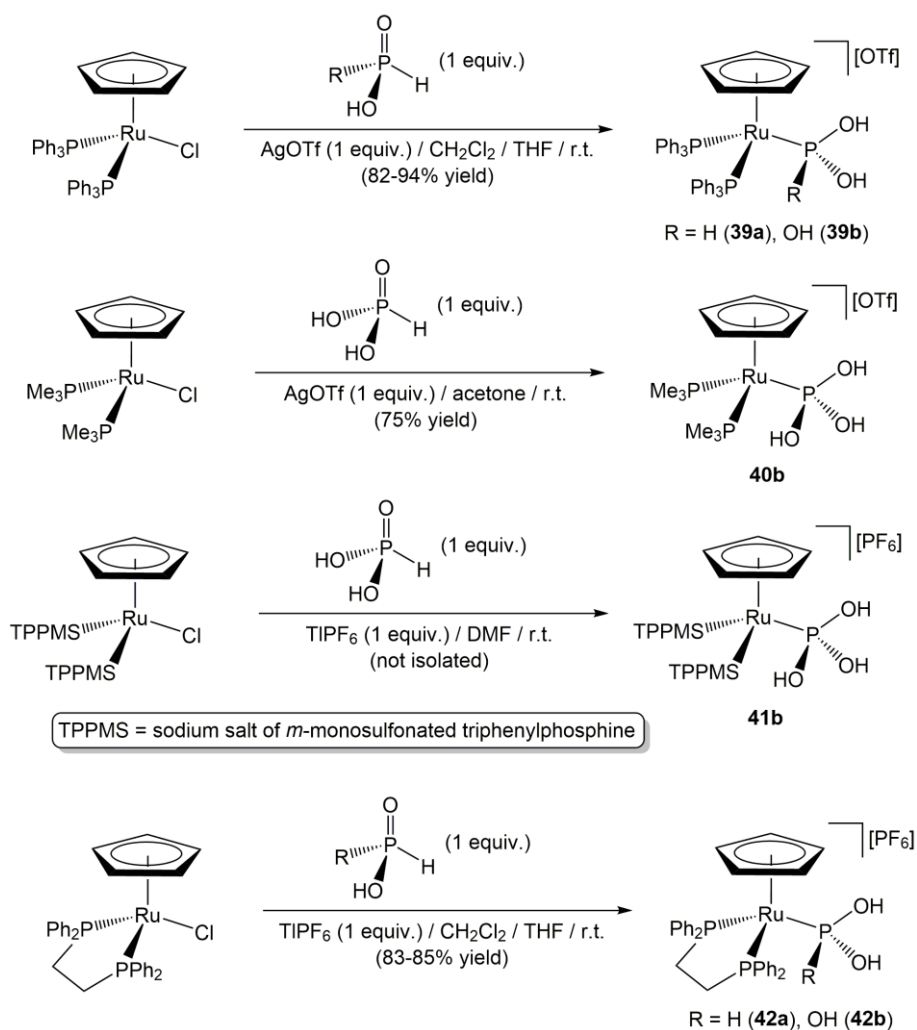 O
R P H (1 equiv.)
HO
Ru Cl
Ph3P
Ph3P
AgOTf (1 equiv.) / CH2Cl2 / THF / r.t.
(82-94% yield)
[OTf]
Ru P OH
Ph3P OH
Ph3P R
R = H (39a), OH (39b)
O
HO P H (1 equiv.)
HO
Ru Cl
Me3P
Me3P
AgOTf (1 equiv.) / acetone / r.t.
(75% yield)
[OTf]
Ru P OH
Me3P OH
Me3P HO
40b
O
HO P H (1 equiv.)
HO
Ru Cl
TPPMS
TPPMS
TlPF6 (1 equiv.) / DMF / r.t.
(not isolated)
[PF6]
Ru P OH
TPPMS OH
TPPMS HO
41b
TPPMS = sodium salt of m-monosulfonated triphenylphosphine
O
R P H (1 equiv.)
HO
Ru Cl
Ph2P
PPh2
TlPF6 (1 equiv.) / CH2Cl2 / THF / r.t.
(83-85% yield)
[PF6]
Ru P OH
Ph2P OH
PPh2 R
R = H (42a), OH (42b)